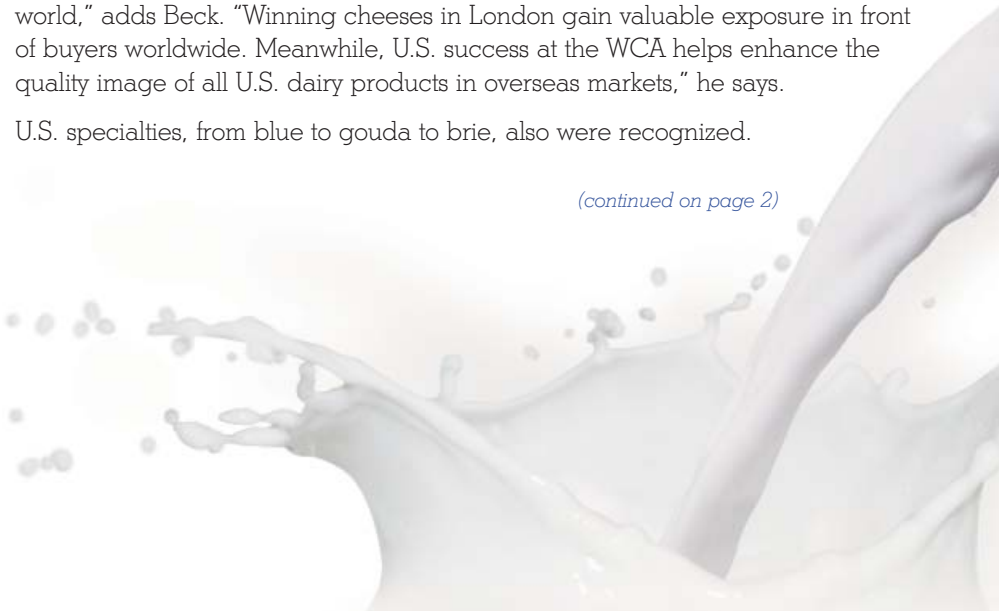 world,” adds Beck. “Winning cheeses in London gain valuable exposure in front
of buyers worldwide. Meanwhile, U.S. success at the WCA helps enhance the
quality image of all U.S. dairy products in overseas markets,” he says.
U.S. specialties, from blue to gouda to brie, also were recognized.
(continued on page 2)